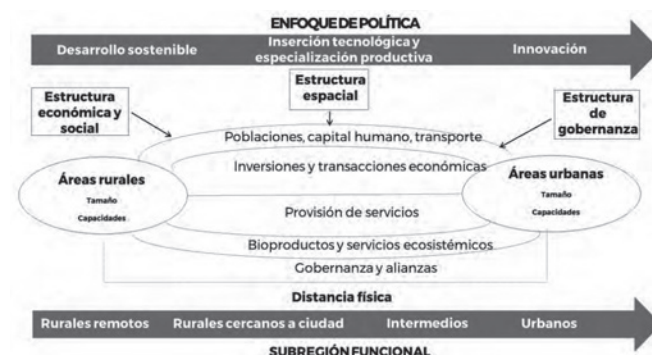 ENFOQUE DE POLÍTICA
Desarrollo sostenible
Inserción tecnológica y
especialización productiva
Innovación
Estructura
espacial
Estructura
económica y
social
Estructura
de
gobernanza
Poblaciones, capital humano, transporte
Inversiones y transacciones económicas
Áreas rurales
Tamaño
Capacidades
Áreas urbanas
Tamaño
Capacidades
Provisión de servicios
Bioproductos y servicios ecosistémicos
Gobernanza y alianzas
Distancia física
Rurales remotos
Rurales cercanos a ciudad
Intermedios
Urbanos
SUBREGIÓN FUNCIONAL